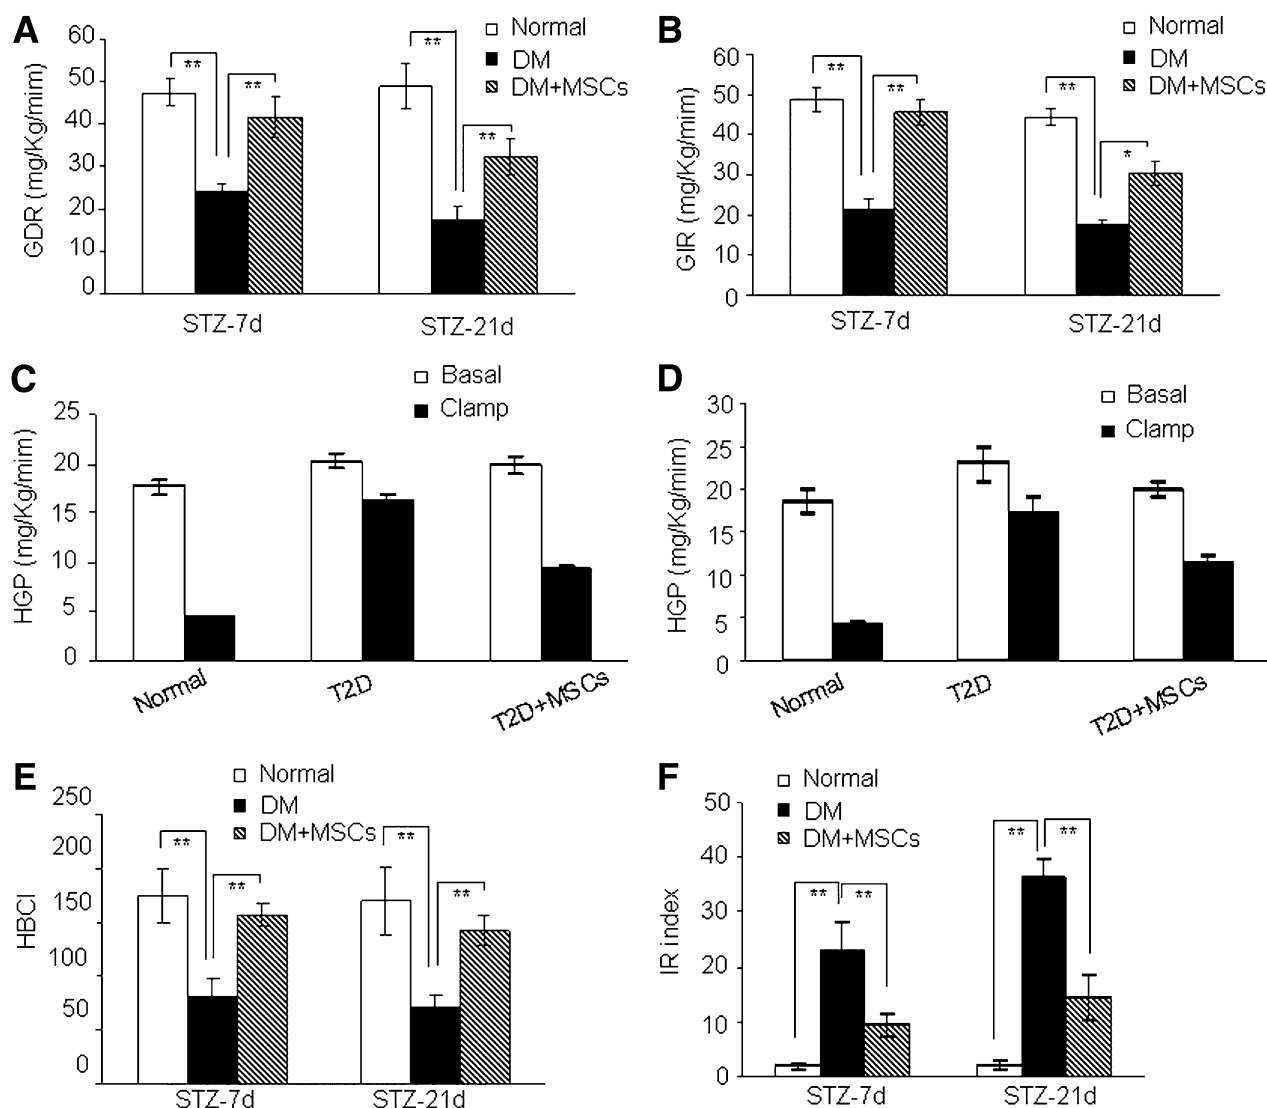 A
GDR (mg/Kg/mim)
60
50
40
30
20
10
0
**
**
**
**
Normal
DM
DM+MSCs
STZ-7d
STZ-21d
B
GIR (mg/Kg/mim)
60
50
40
30
20
10
0
**
**
**
*
Normal
DM
DM+MSCs
STZ-7d
STZ-21d
C
HGP (mg/Kg/mim)
25
20
15
10
5
0
Basal
Clamp
Normal
T2D
T2D+MSCs
D
HGP (mg/Kg/mim)
30
25
20
15
10
5
0
Basal
Clamp
Normal
T2D
T2D+MSCs
E
HBCI
250
200
150
100
50
0
Normal
DM
DM+MSCs
**
**
**
**
STZ-7d
STZ-21d
F
IR index
50
40
30
20
10
0
Normal
DM
DM+MSCs
**
**
**
**
STZ-7d
STZ-21d